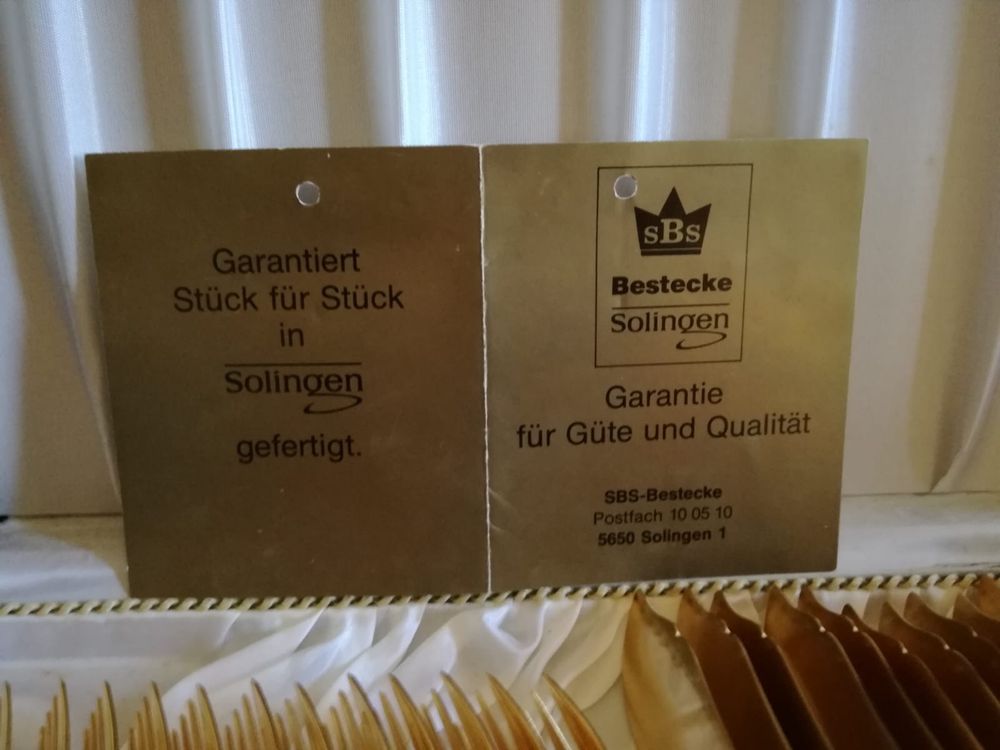 Garantiert
Stück für Stück
in
Solingen
gefertigt.
sBs
Bestecke
Solingen
Garantie
für Güte und Qualität
SBS-Bestecke
Postfach 10 05 10
5650 Solingen 1